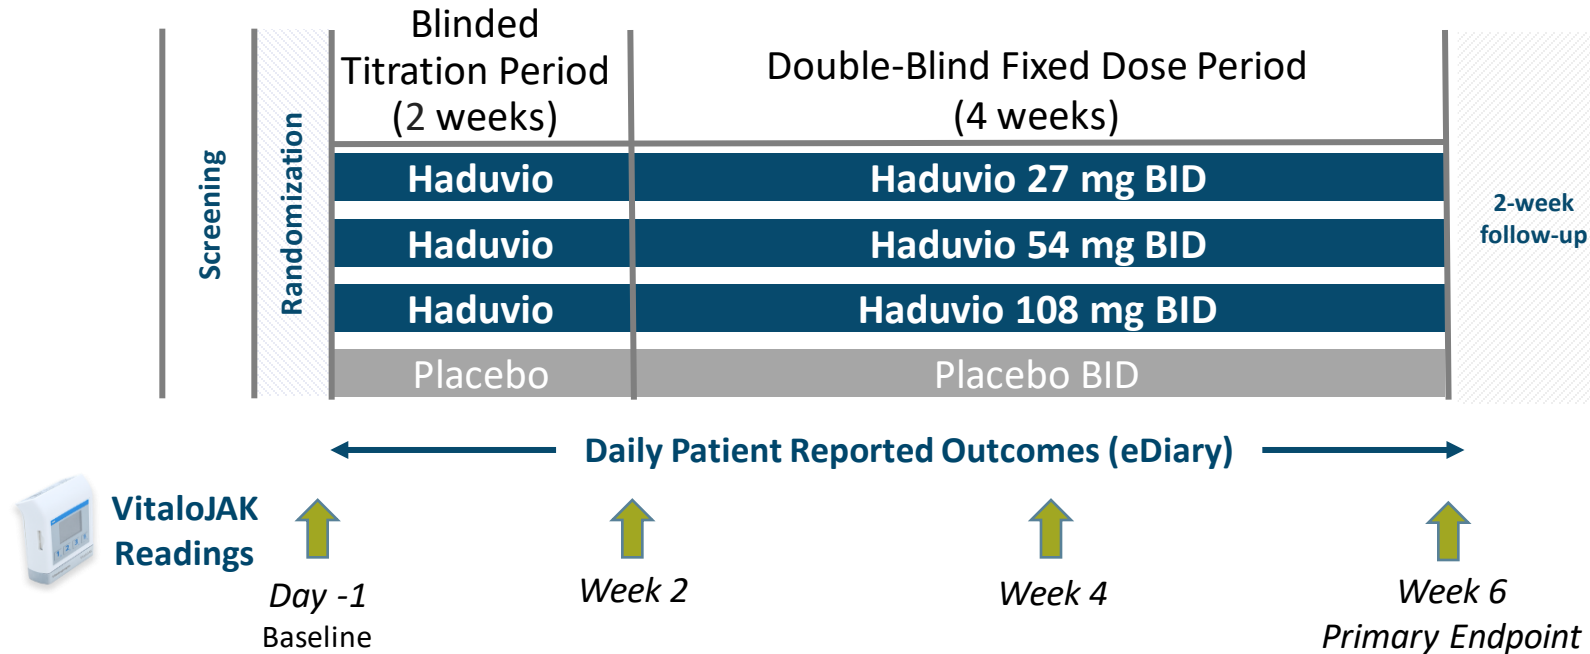 Blinded
Titration Period
(2 weeks)
Double-Blind Fixed Dose Period
(4 weeks)
Screening
Randomization
Haduvio
Haduvio 27 mg BID
Haduvio
Haduvio 54 mg BID
Haduvio
Haduvio 108 mg BID
Placebo
Placebo BID
2-week
follow-up
Daily Patient Reported Outcomes (eDiary)
VitaloJAK
Readings
Day -1
Baseline
Week 2
Week 4
Week 6
Primary Endpoint